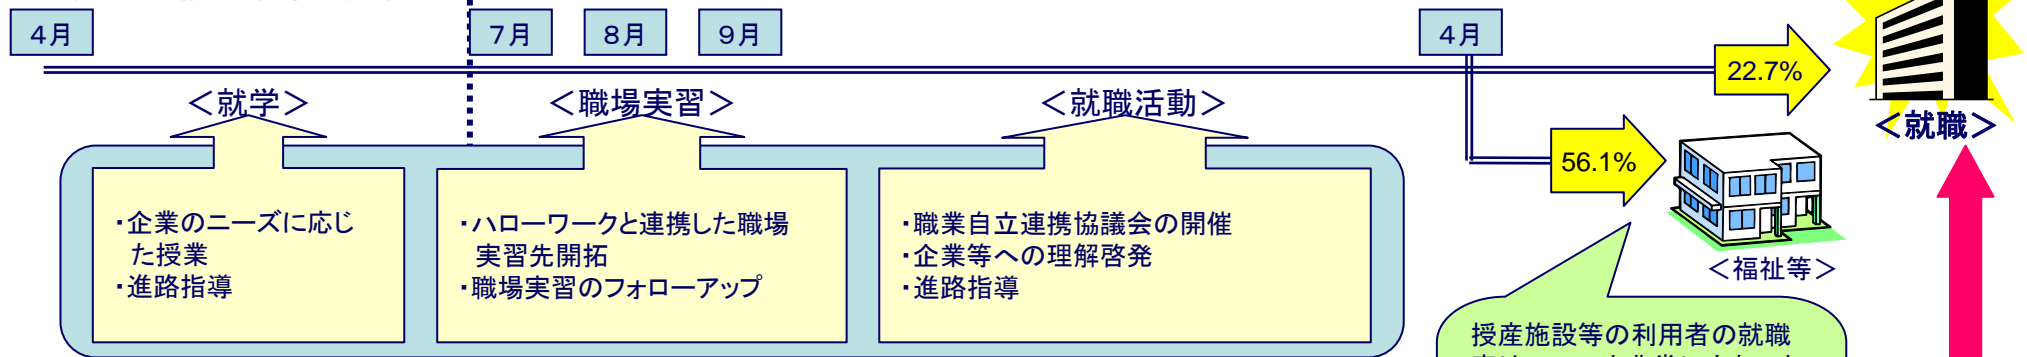 4月
7月
8月
9月
4月
22.7%
＜就学＞
＜職場実習＞
＜就職活動＞
＜就職＞
56.1%
・企業のニーズに応じ
た授業
・進路指導
・ハローワークと連携した職場
実習先開拓
・職場実習のフォローアップ
・職業自立連携協議会の開催
・企業等への理解啓発
・進路指導
＜福祉等＞
授産施設等の利用者の就職